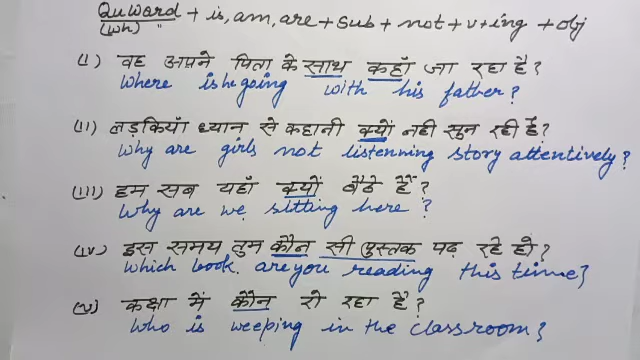 Quward + is, am, are + sub + not + v + ing + obj
(wh) "
(I) वह अपने पिता के साथ कहाँ जा रहा है?
Where is he going with his father?
(II) लड़कियाँ ध्यान से कहानी क्यों नही सुन रही हैं?
Why are girls not listenning story attentively?
(III) हम सब यहाँ क्यों बैठे हैं?
Why are we sitting here?
(IV) इस समय तुम कौन सी पुस्तक पढ़ रहे हो?
Which book are you reading this time?
(V) कक्षा में कौन रो रहा है?
Who is weeping in the classroom?